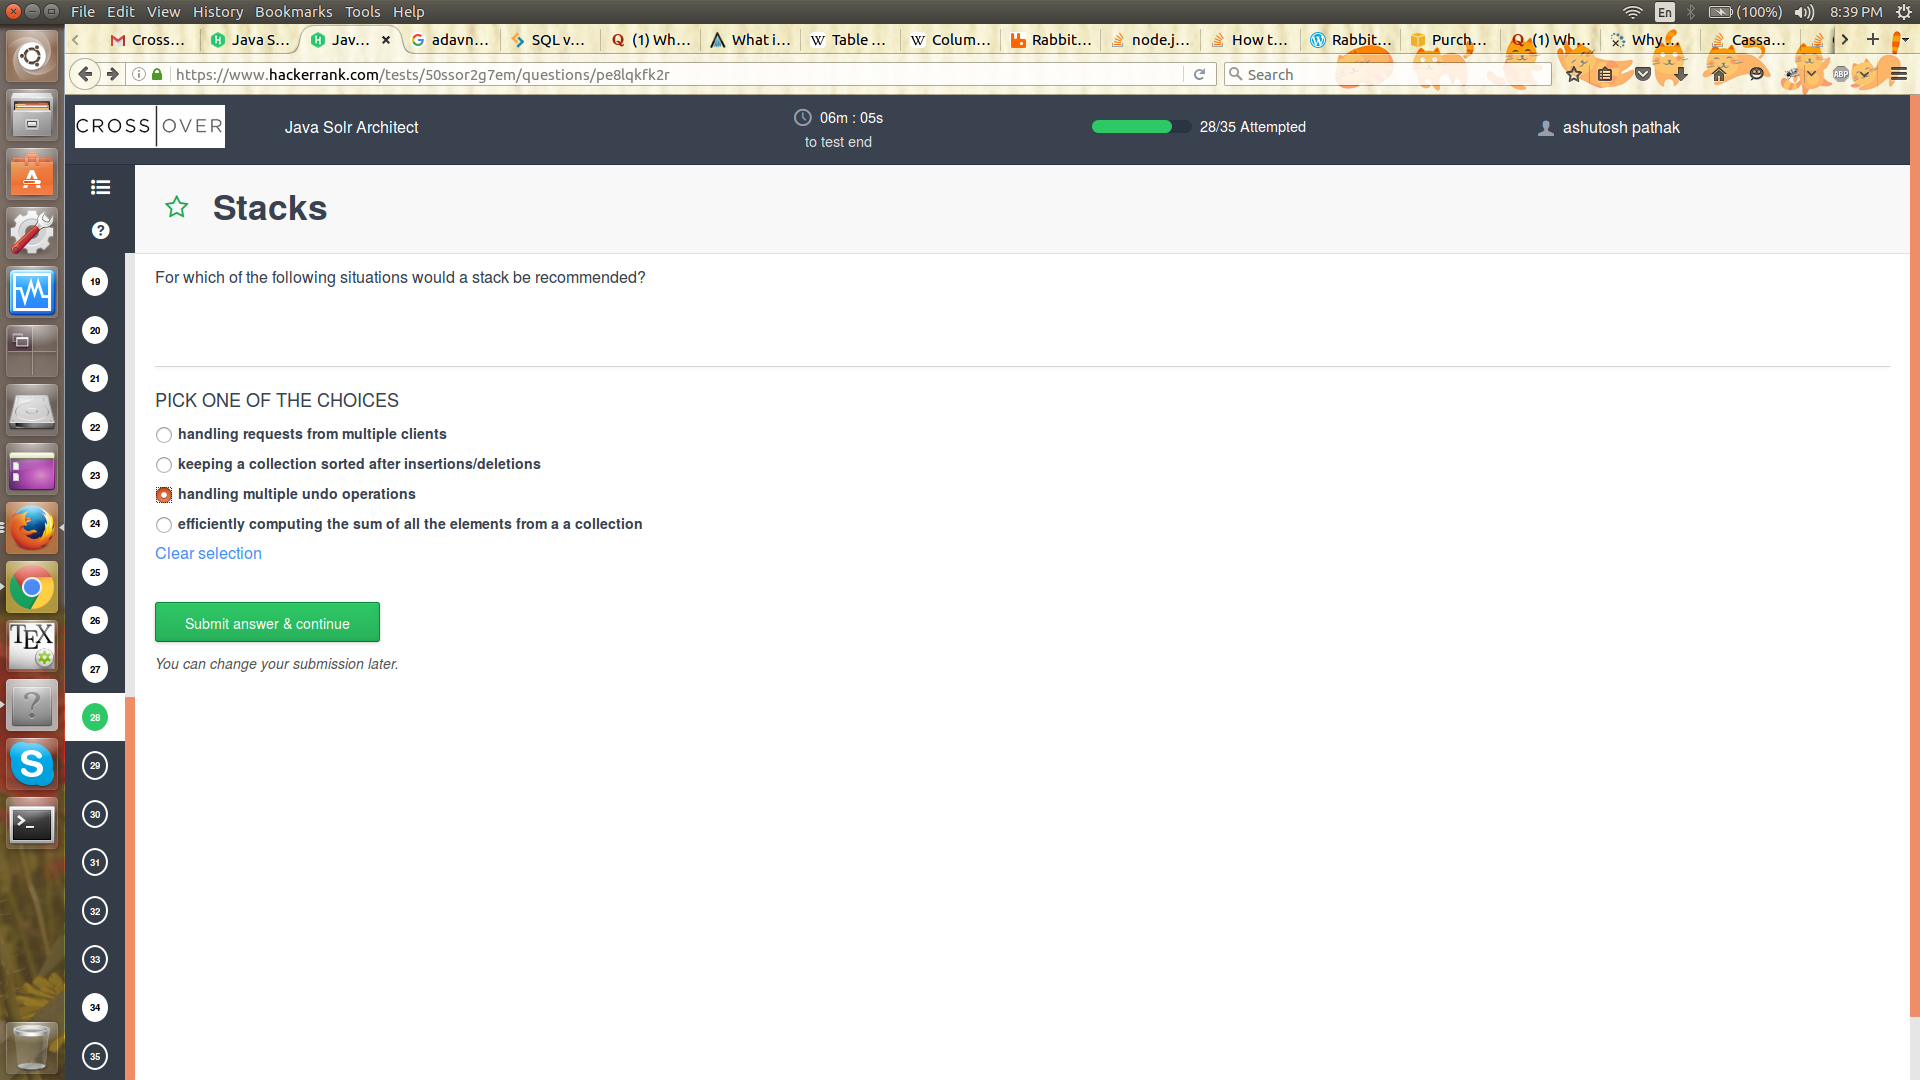 File Edit View History Bookmarks Tools Help
En (100%) 8:39 PM
Cross... Java S... Jav... adavn... SQL v... (1) Wh... What i... Table ... Colum... Rabbit... node.j... How t... Rabbit... Purch... (1) Wh... Why ... Cassa...
https://www.hackerrank.com/tests/50ssor2g7em/questions/pe8lqkfk2r
Search
ABP
CROSS OVER
Java Solr Architect
06m : 05s
to test end
28/35 Attempted
ashutosh pathak
Stacks
For which of the following situations would a stack be recommended?
PICK ONE OF THE CHOICES
handling requests from multiple clients
keeping a collection sorted after insertions/deletions
handling multiple undo operations
efficiently computing the sum of all the elements from a a collection
Clear selection
Submit answer & continue
You can change your submission later.
19
20
21
22
23
24
25
26
27
28
29
30
31
32
33
34
35
TEX